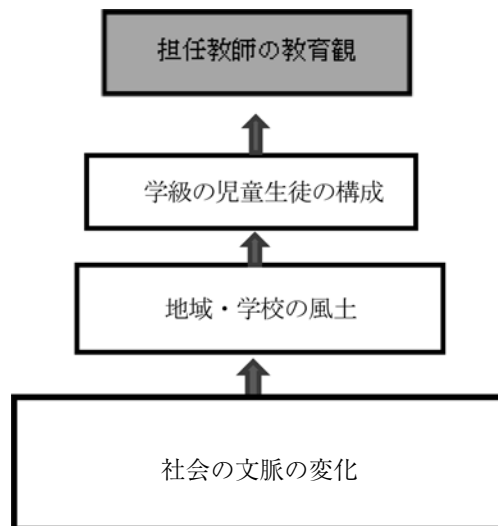 担任教師の教育観
学級の児童生徒の構成
地域・学校の風土
社会の文脈の変化